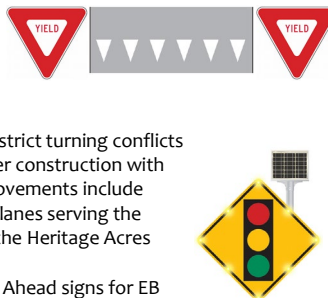 YIELD YIELD
strict turning conflicts
er construction with
ovements include
lanes serving the
the Heritage Acres
Ahead signs for EB